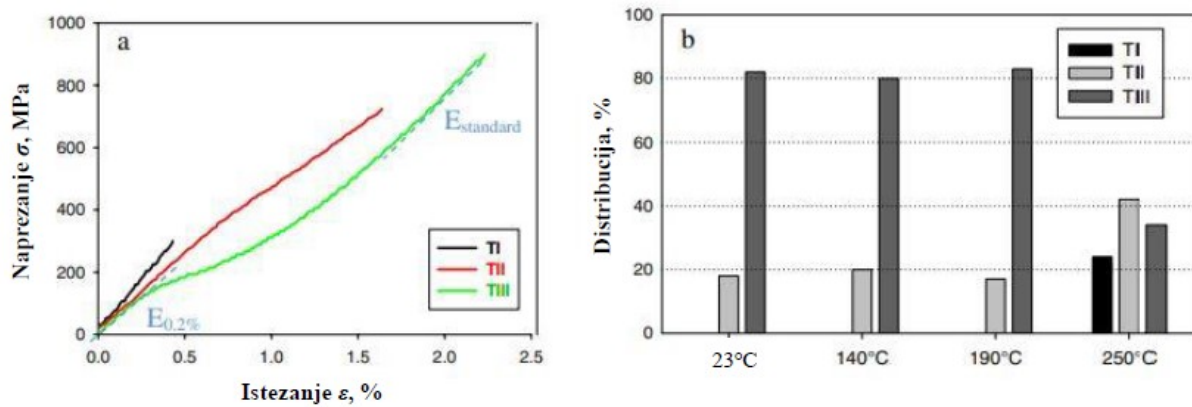 a
Naprezanje σ, MPa
1000
800
600
400
200
0
E_standard
E_0.2%
TI
TII
TIII
0.0 0.5 1.0 1.5 2.0 2.5
Istezanje ε, %
b
Distribucija, %
100
80
60
40
20
0
TI
TII
TIII
23°C 140°C 190°C 250°C